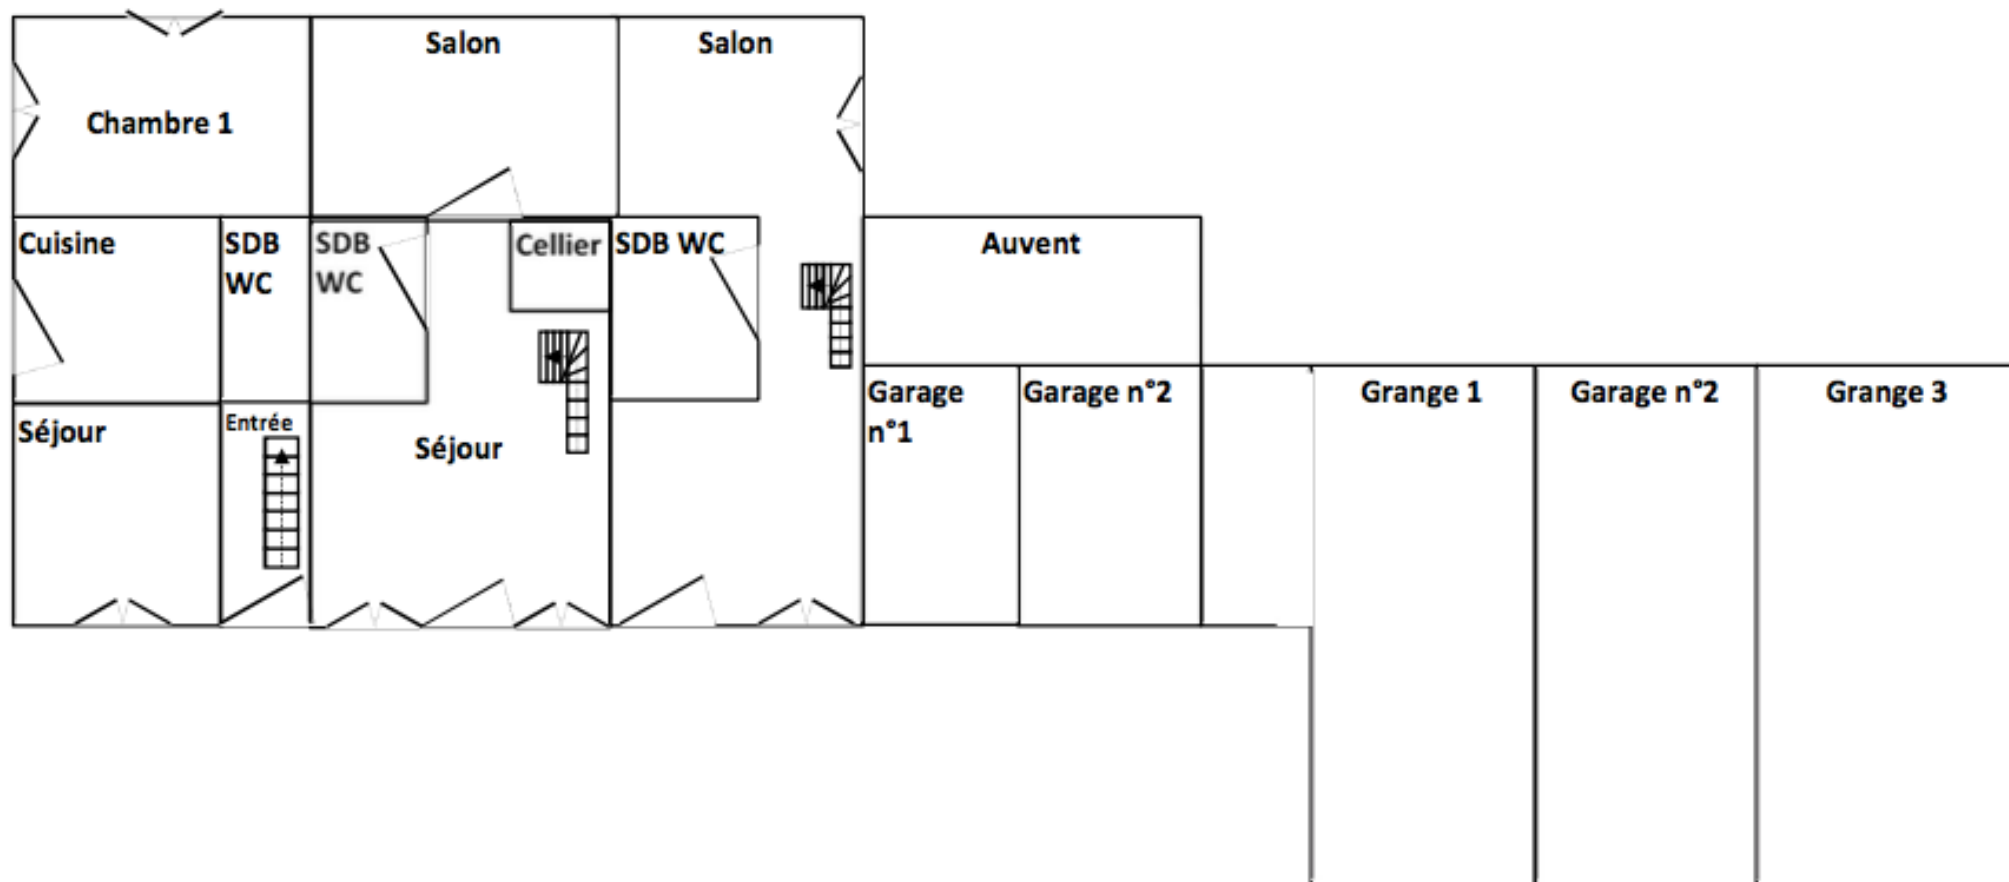 Salon
Salon
Chambre 1
Cuisine
SDB
WC
SDB
WC
Cellier
SDB WC
Auvent
Séjour
Entrée
Séjour
Garage
n°1
Garage n°2
Grange 1
Garage n°2
Grange 3